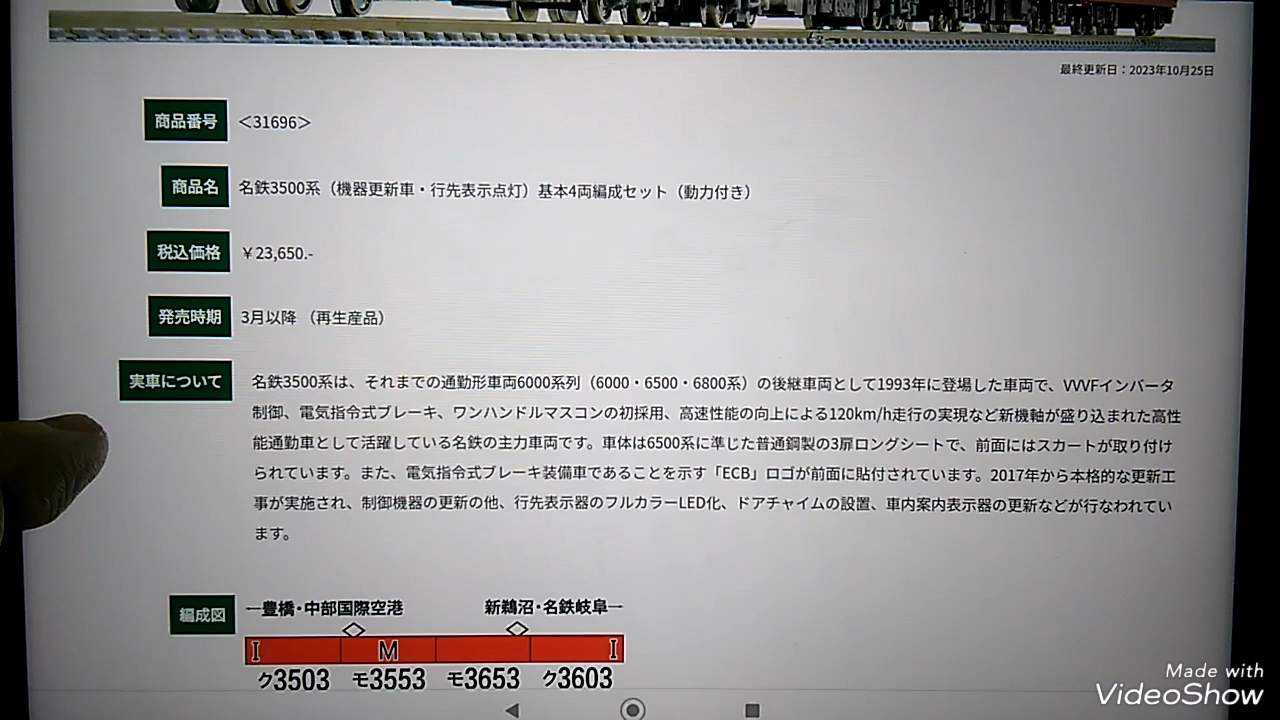 最終更新日：2023年10月25日
商品番号 <31696>
商品名 名鉄3500系（機器更新車・行先表示点灯）基本4両編成セット（動力付き）
税込価格 ￥23,650.-
発売時期 3月以降 （再生産品）
実車について 名鉄3500系は、それまでの通勤形車両6000系列（6000・6500・6800系）の後継車両として1993年に登場した車両で、VVVFインバータ
制御、電気指令式ブレーキ、ワンハンドルマスコンの初採用、高速性能の向上による120km/h走行の実現など新機軸が盛り込まれた高性
能通勤車として活躍している名鉄の主力車両です。車体は6500系に準じた普通鋼製の3扉ロングシートで、前面にはスカートが取り付け
られています。また、電気指令式ブレーキ装備車であることを示す「ECB」ロゴが前面に貼付されています。2017年から本格的な更新工
事が実施され、制御機器の更新の他、行先表示器のフルカラーLED化、ドアチャイムの設置、車内案内表示器の更新などが行なわれてい
ます。
編成図 ―豊橋・中部国際空港 新鵜沼・名鉄岐阜―
I M I
ク3503 モ3553 モ3653 ク3603
Made with
VideoShow